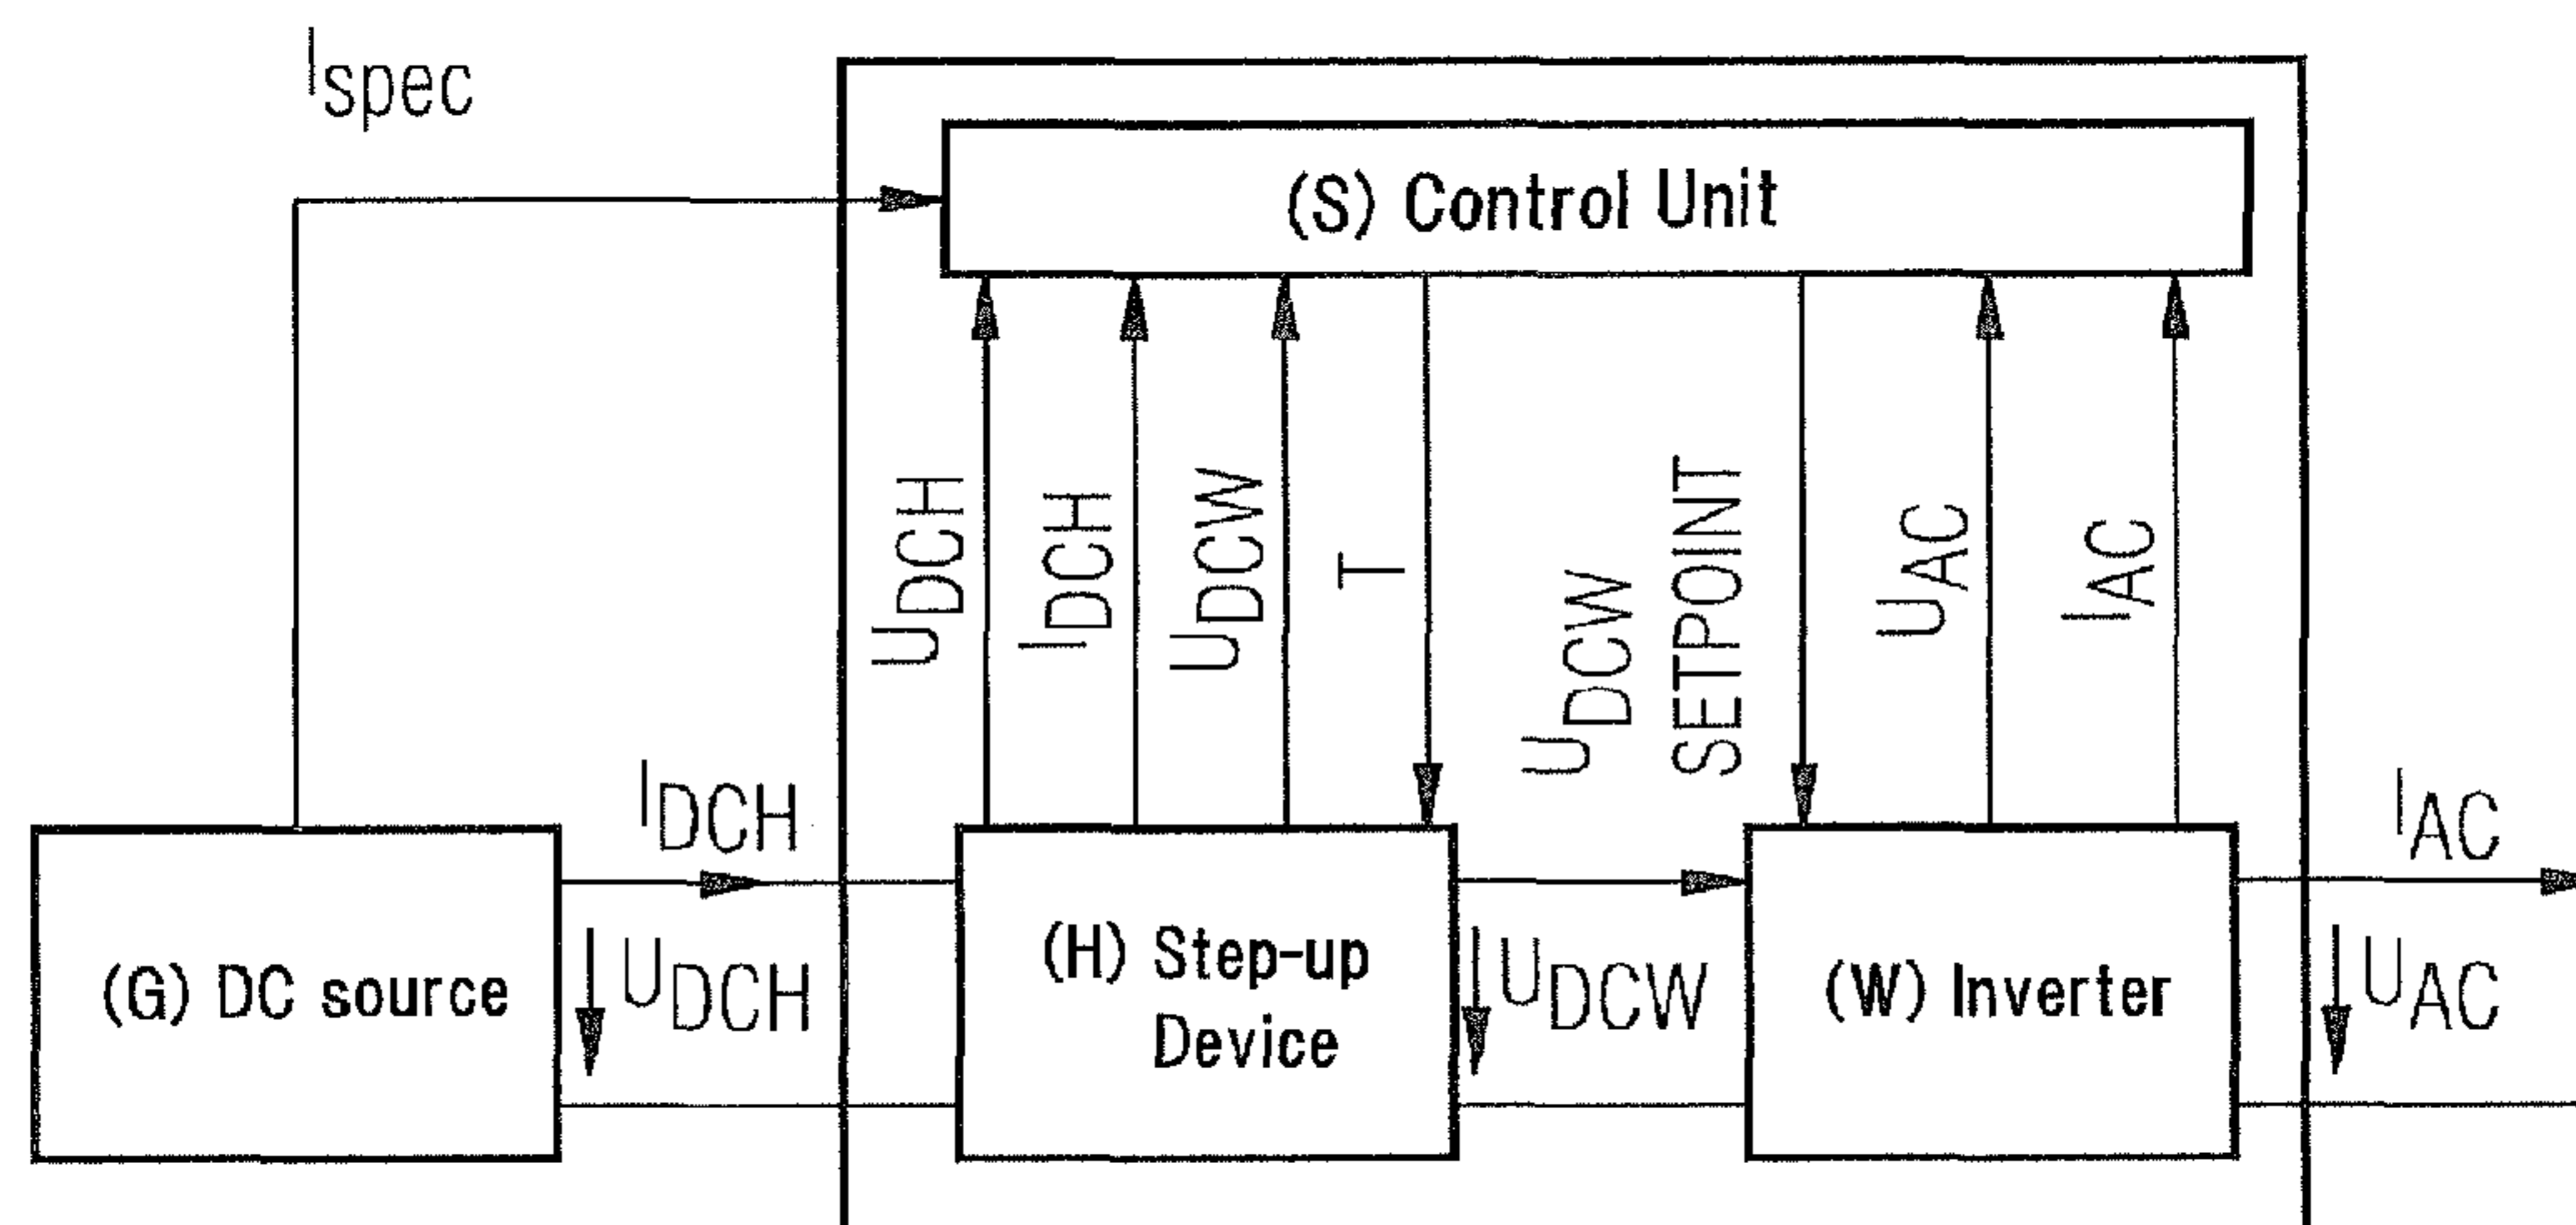 Ispec
(S) Control Unit
UDCH
IDCH
UDCW
T
UDCW
SETPOINT
UAC
IAC
IDCH
IAC
(G) DC source
UDCH
(H) Step-up
Device
UDCW
(W) Inverter
UAC